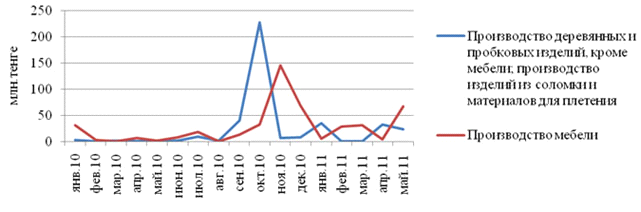 млн.тенге
250
200
150
100
50
0
янв.10
фев.10
мар.10
апр.10
май.10
июн.10
июл.10
авг.10
сен.10
окт.10
ноя.10
дек.10
янв.11
фев.11
мар.11
апр.11
май.11
Производство деревянных и
пробковых изделий, кроме
мебели; производство
изделий из соломки и
материалов для плетения
Производство мебели